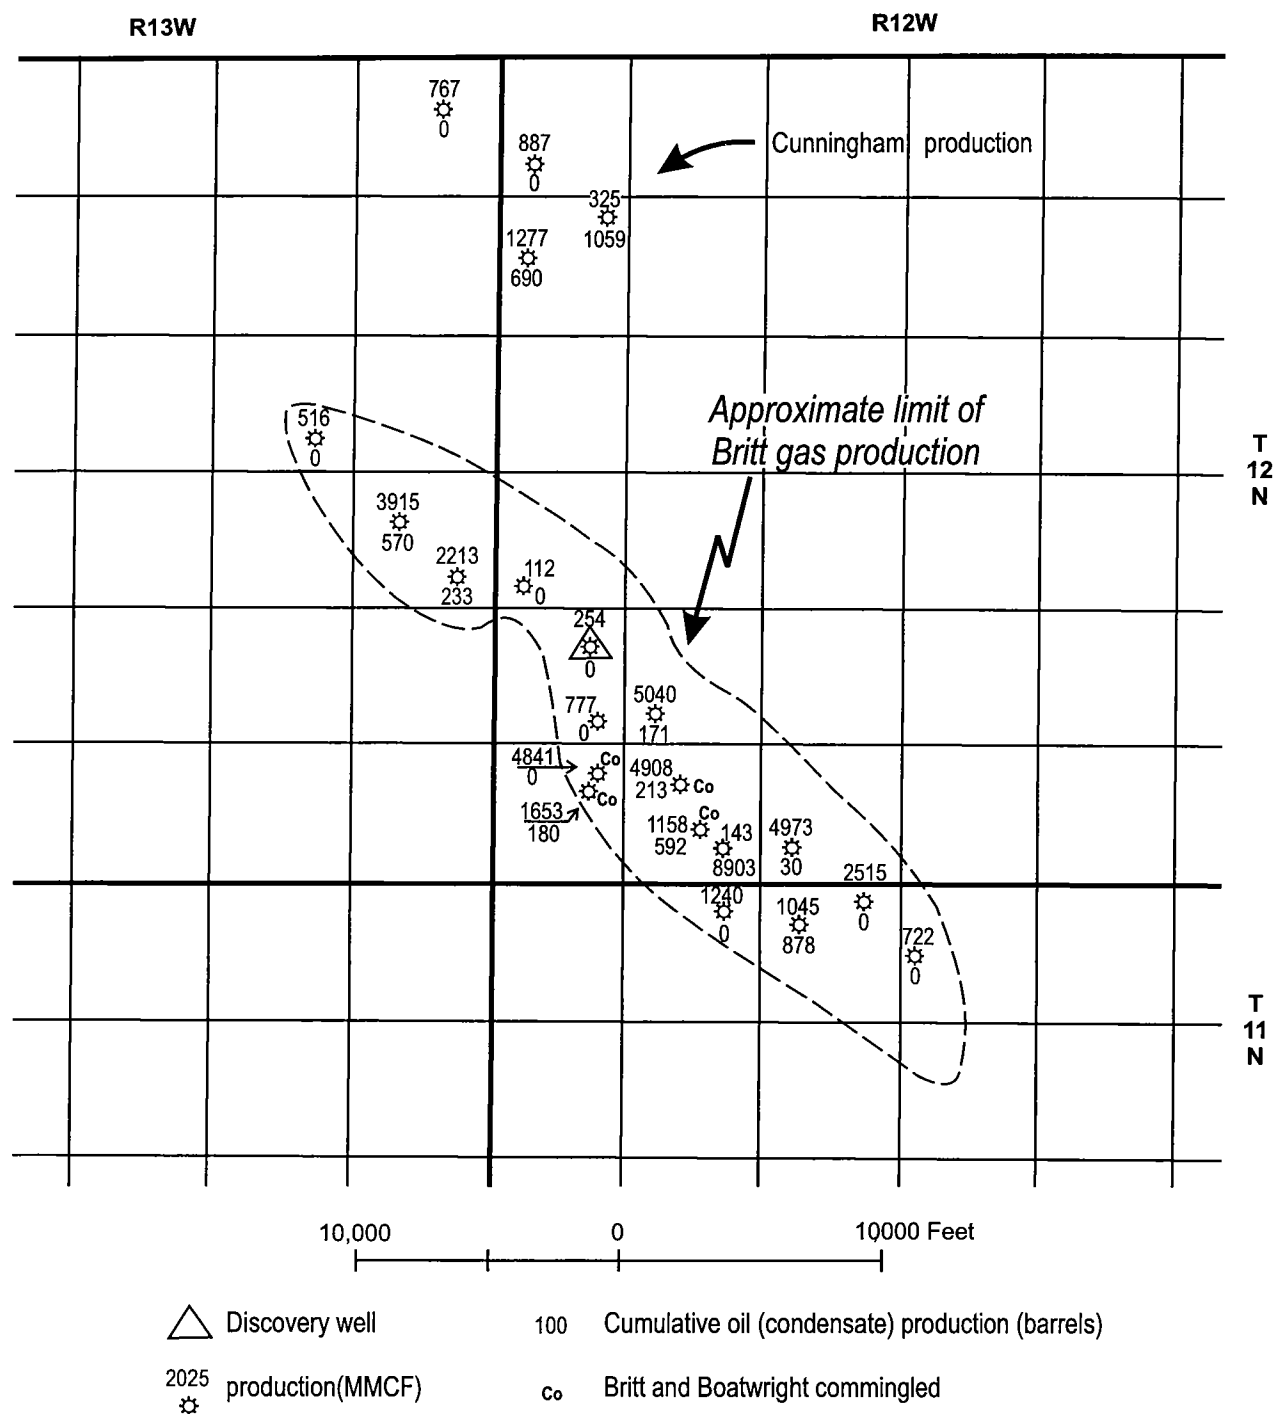 R13W
R12W
767
0
887
0
Cunningham production
325
1059
1277
690
Approximate limit of
Britt gas production
516
0
T
12
N
3915
570
2213
233
112
0
254
0
777
0
5040
171
4841
0
Co
Co
1653
180
4908
213
Co
Co
1158
592
143
8903
4973
30
2515
0
1240
0
1045
878
722
0
T
11
N
10,000
0
10000 Feet
Discovery well
100
Cumulative oil (condensate) production (barrels)
2025
production(MMCF)
Co
Britt and Boatwright commingled